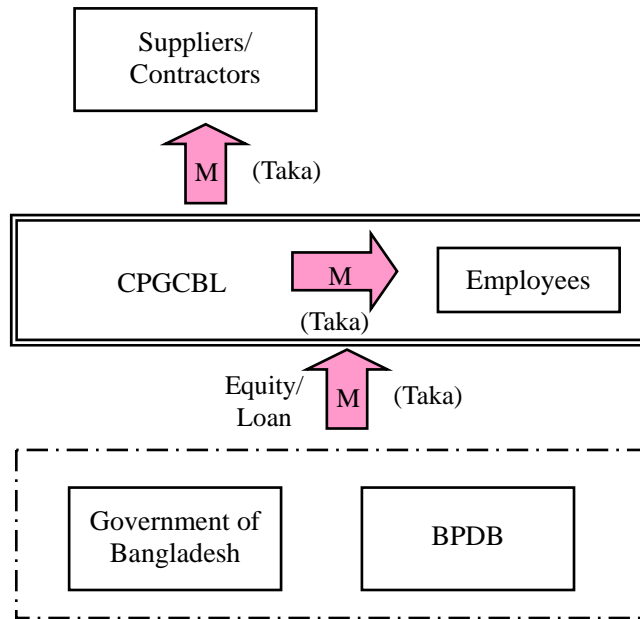 Suppliers/
Contractors
M
(Taka)
CPGCBL
M
(Taka)
Employees
Equity/
Loan
M
(Taka)
Government of
Bangladesh
BPDB